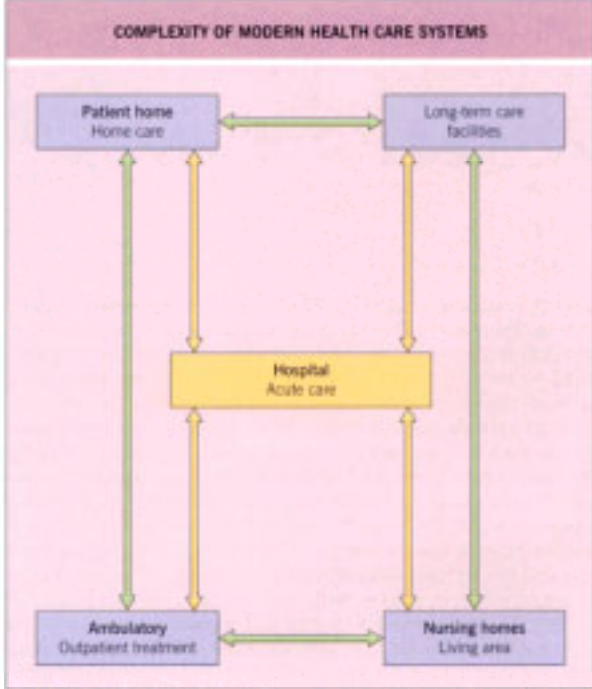 COMPLEXITY OF MODERN HEALTH CARE SYSTEMS
Patient home
Home care
Long-term care
facilities
Hospital
Acute care
Ambulatory
Outpatient treatment
Nursing homes
Living area